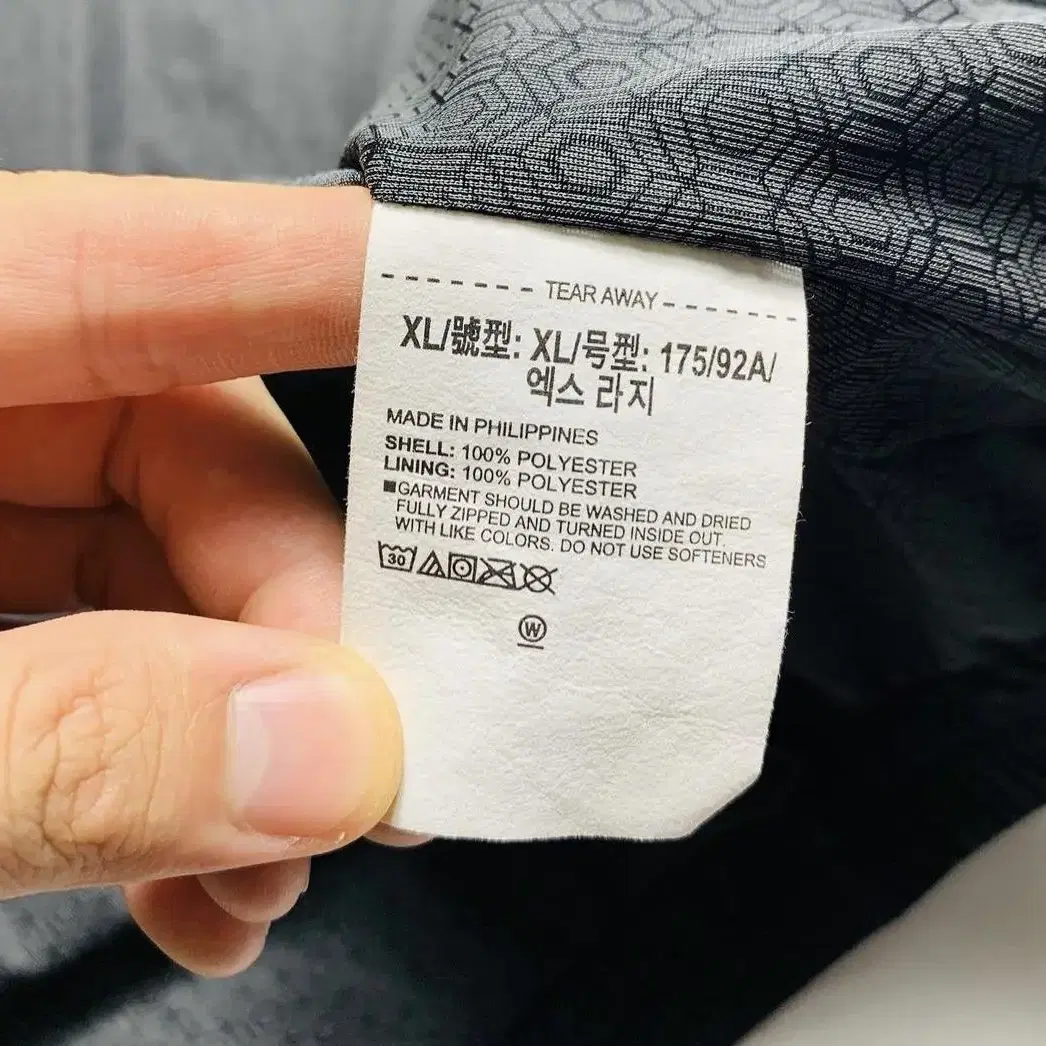 TEAR AWAY
XL/號型: XL/号型: 175/92A/
엑스 라지
MADE IN PHILIPPINES
SHELL: 100% POLYESTER
LINING: 100% POLYESTER
■GARMENT SHOULD BE WASHED AND DRIED
FULLY ZIPPED AND TURNED INSIDE OUT.
WITH LIKE COLORS. DO NOT USE SOFTENERS
30
W